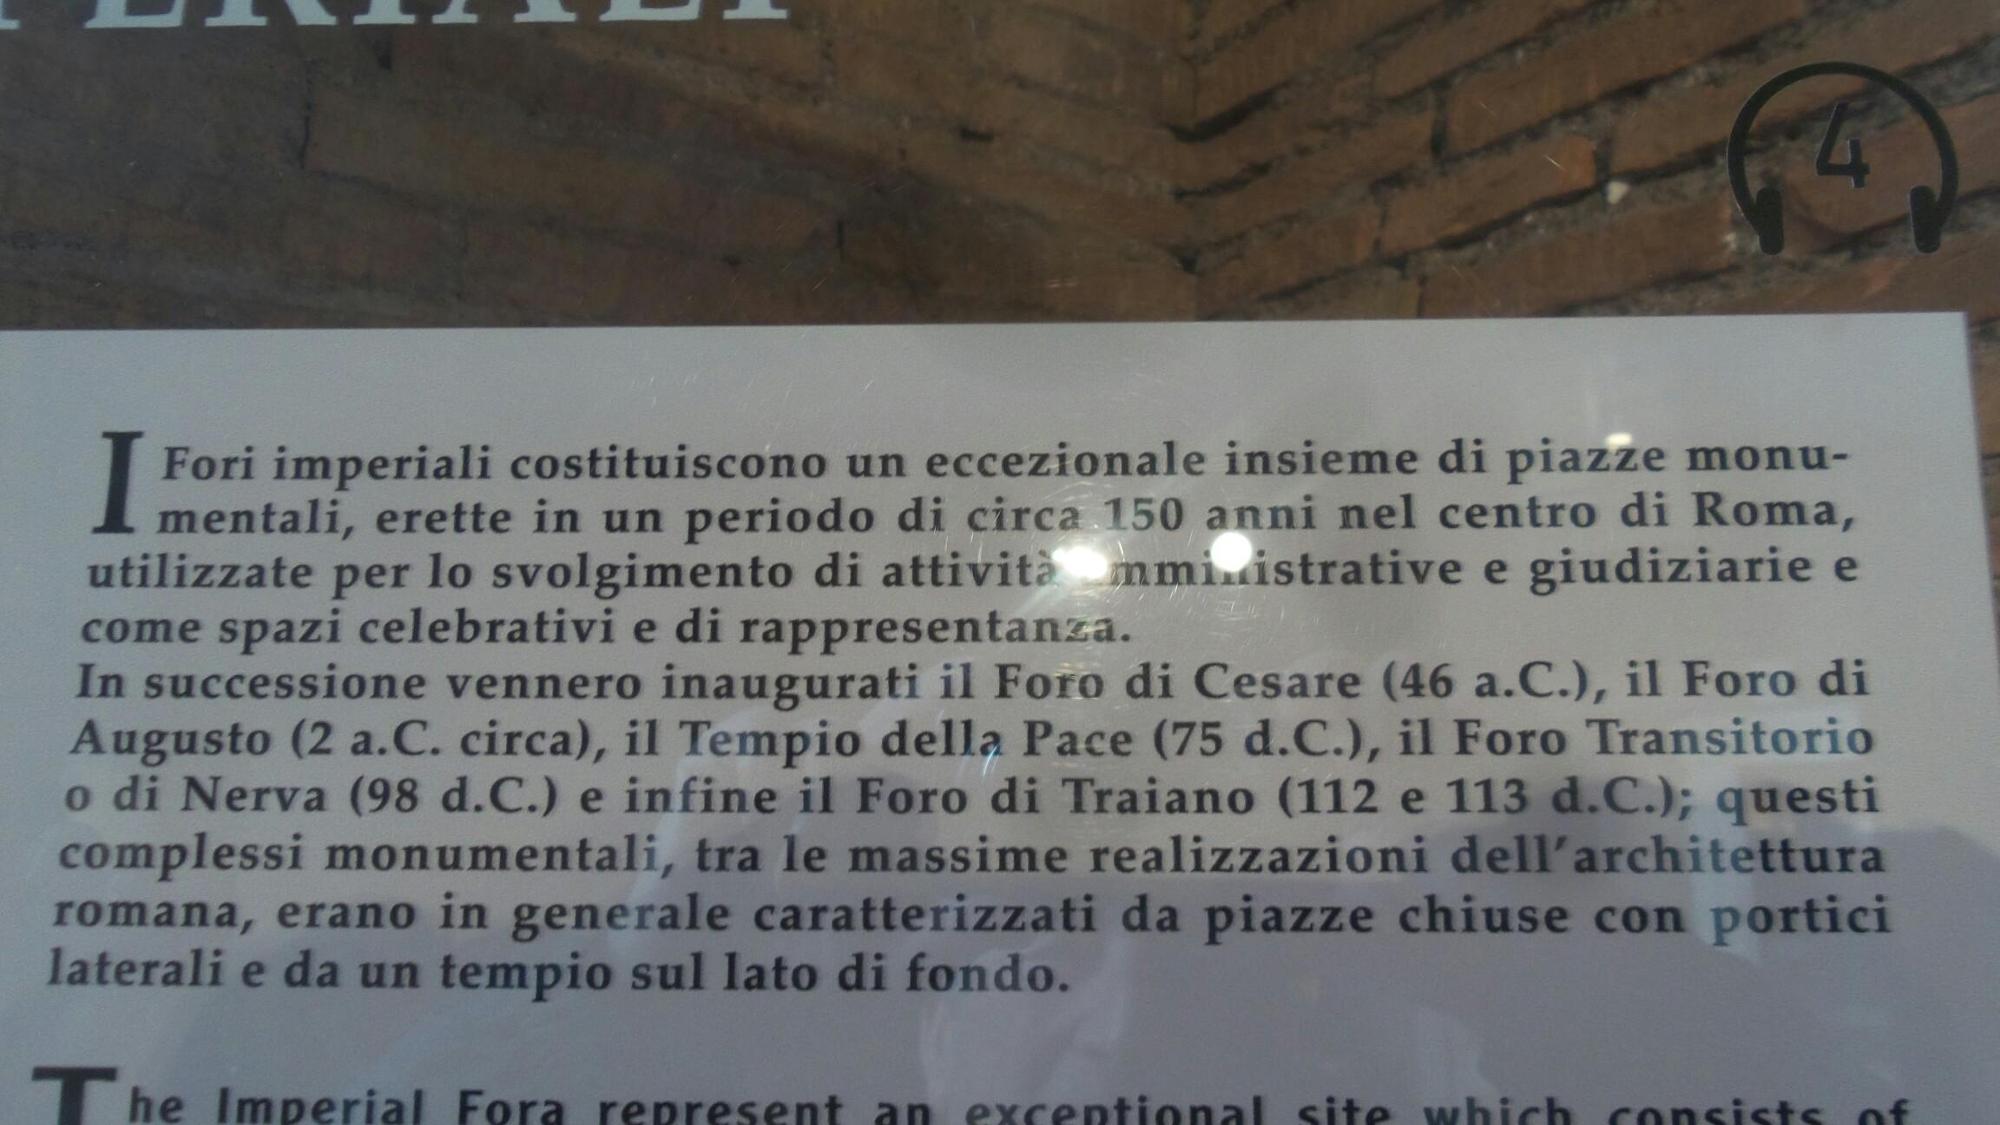 PERIALI
4
I Fori imperiali costituiscono un eccezionale insieme di piazze monu-
mentali, erette in un periodo di circa 150 anni nel centro di Roma,
utilizzate per lo svolgimento di attività amministrative e giudiziarie e
come spazi celebrativi e di rappresentanza.
In successione vennero inaugurati il Foro di Cesare (46 a.C.), il Foro di
Augusto (2 a.C. circa), il Tempio della Pace (75 d.C.), il Foro Transitorio
o di Nerva (98 d.C.) e infine il Foro di Traiano (112 e 113 d.C.); questi
complessi monumentali, tra le massime realizzazioni dell'architettura
romana, erano in generale caratterizzati da piazze chiuse con portici
laterali e da un tempio sul lato di fondo.
The Imperial Fora represent an exceptional site which consists of